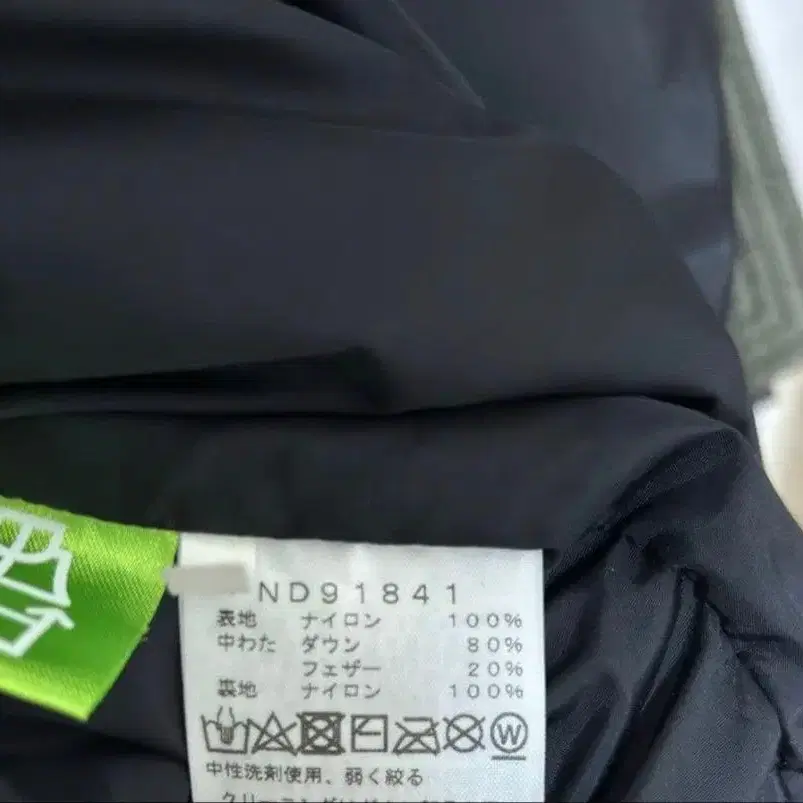 ND91841
表地 ナイロン 100%
中わた ダウン 80%
フェザー 20%
裏地 ナイロン 100%
W
中性洗剤使用、弱く絞る